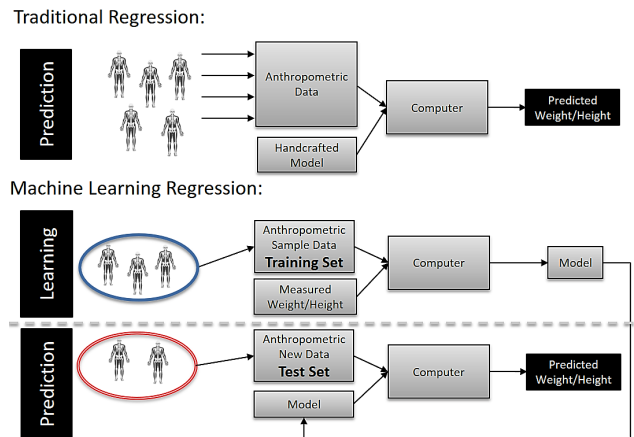 Traditional Regression:
Prediction
Anthropometric
Data
Handcrafted
Model
Computer
Predicted
Weight/Height
Machine Learning Regression:
Learning
Anthropometric
Sample Data
Training Set
Measured
Weight/Height
Computer
Model
Prediction
Anthropometric
New Data
Test Set
Model
Computer
Predicted
Weight/Height